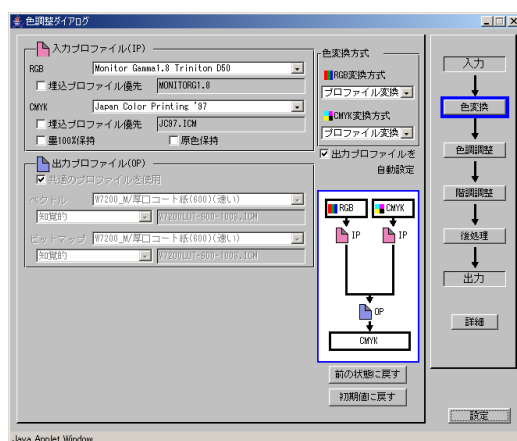 色調整ダイアログ
入力プロファイル(IP)
RGB
Monitor Gamma1.8 Triniton D50
埋込プロファイル優先
MONITORG1.8
CMYK
Japan Color Printing '97
埋込プロファイル優先
JC97.ICM
墨100%保持
原色保持
出力プロファイル(OP)
共通のプロファイルを使用
ベクトル
W7200_M/厚口コート紙(600)(速い)
知覚的
W7200LUT-600-1003.ICM
ビットマップ
W7200_M/厚口コート紙(600)(速い)
知覚的
W7200LUT-600-1003.ICM
色変換方式
RGB変換方式
プロファイル変換
CMYK変換方式
プロファイル変換
出力プロファイルを
自動設定
RGB
CMYK
IP
IP
OP
CMYK
前の状態に戻す
初期値に戻す
入力
色変換
色調調整
階調調整
後処理
出力
詳細
設定
Java Applet Window